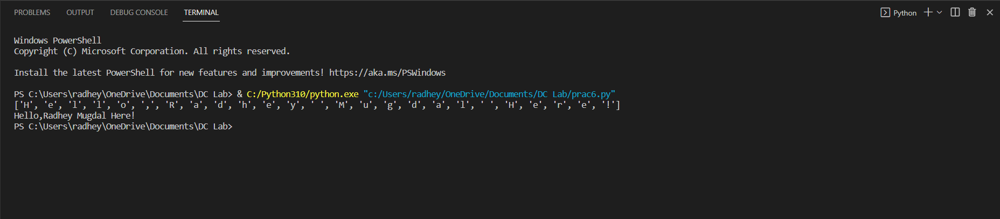 PROBLEMS OUTPUT DEBUG CONSOLE TERMINAL Python
Windows PowerShell
Copyright (C) Microsoft Corporation. All rights reserved.
Install the latest PowerShell for new features and improvements! https://aka.ms/PSWindows
PS C:\Users\radhey\OneDrive\Documents\DC Lab> & C:/Python310/python.exe "c:/Users/radhey/OneDrive/Documents/DC Lab/prac6.py"
['H', 'e', 'l', 'l', 'o', ',', 'R', 'a', 'd', 'h', 'e', 'y', ' ', 'M', 'u', 'g', 'd', 'a', 'l', ' ', 'H', 'e', 'r', 'e', '!']
Hello,Radhey Mugdal Here!
PS C:\Users\radhey\OneDrive\Documents\DC Lab>